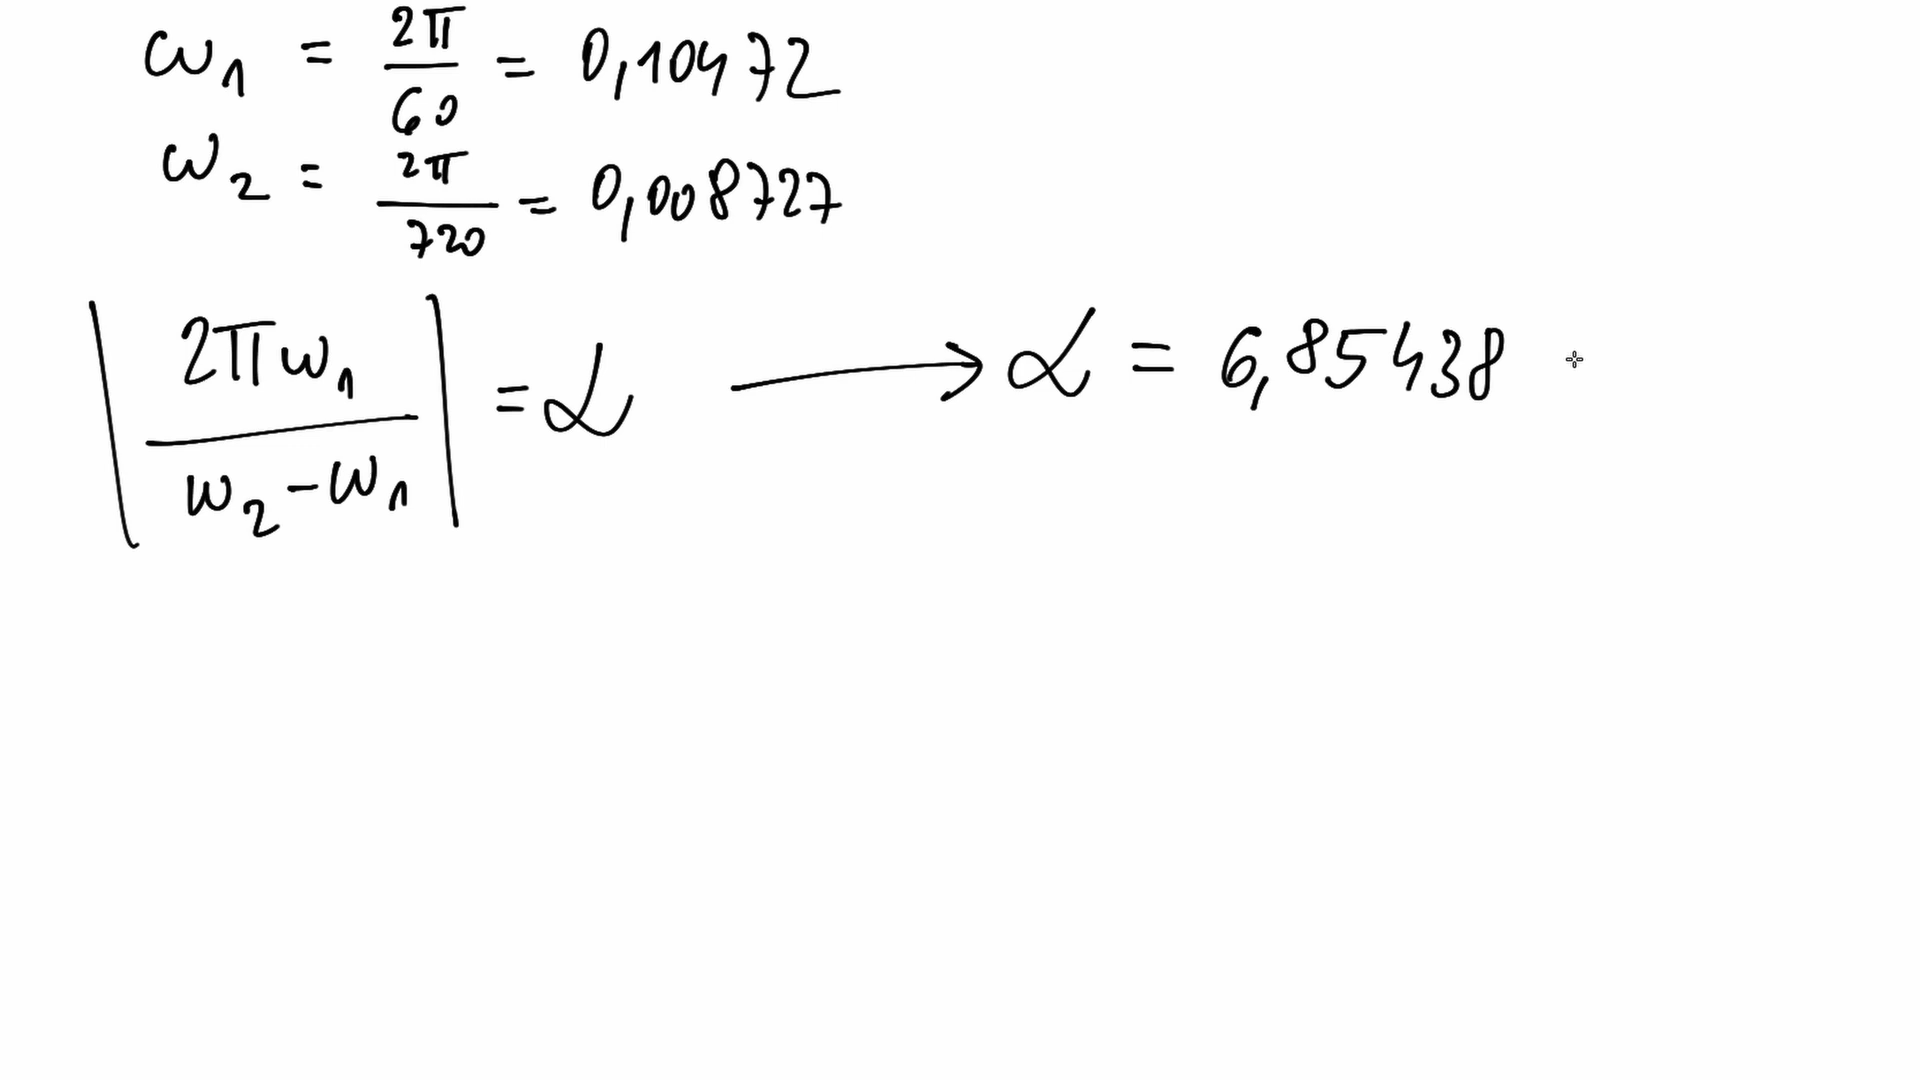 ω₁ = 2π/60 = 0,10472
ω₂ = 2π/720 = 0,008727
|2πω₁/(ω₂-ω₁)| = α → α = 6,85438